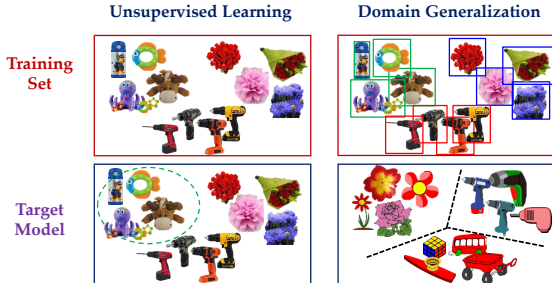 Unsupervised Learning
Domain Generalization
Training
Set
Target
Model